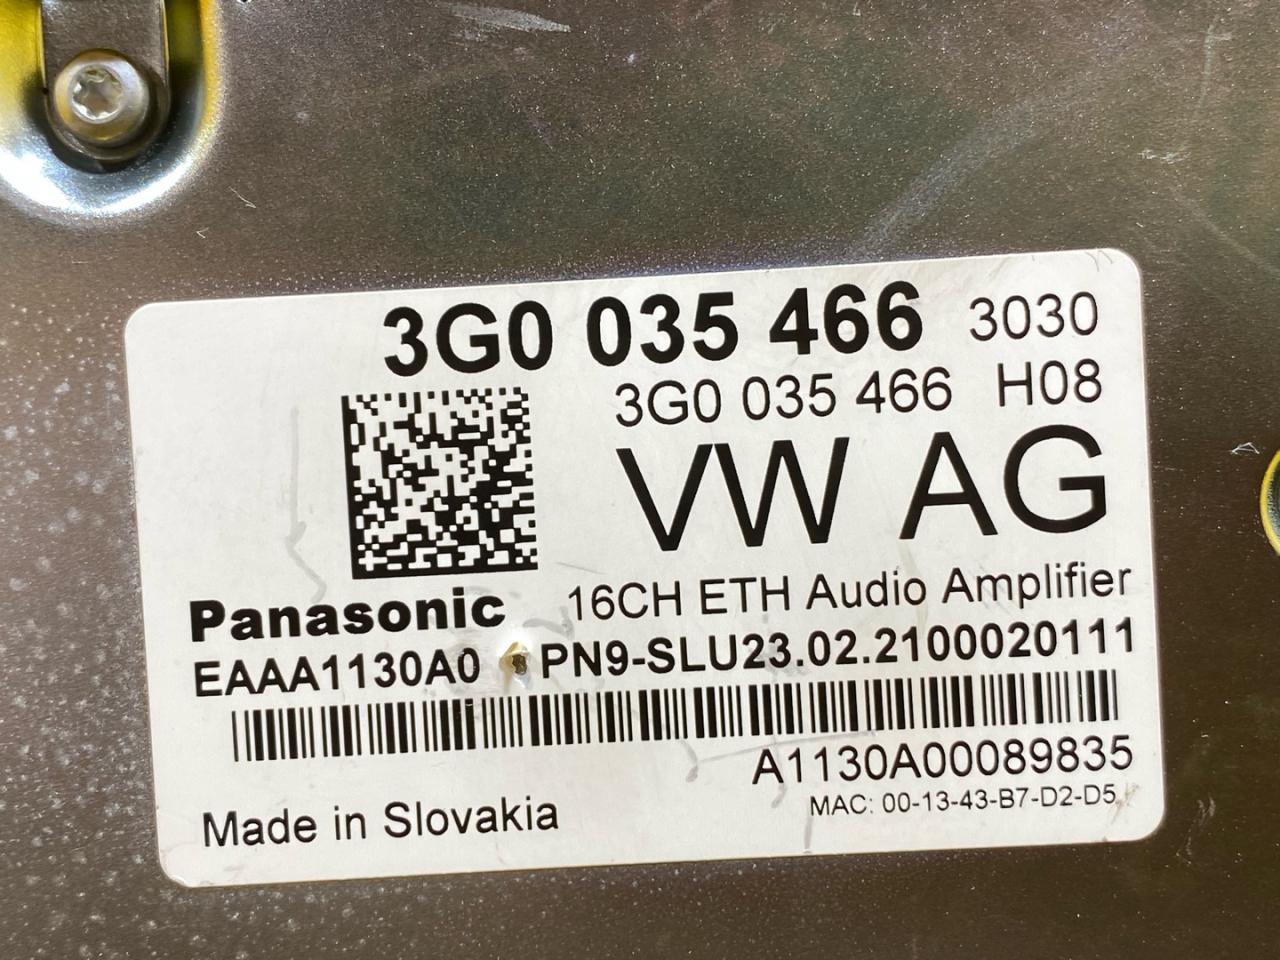 3G0 035 466 3030
3G0 035 466 H08
VW AG
Panasonic 16CH ETH Audio Amplifier
EAAA1130A0 PN9-SLU23.02.2100020111
A1130A00089835
MAC: 00-13-43-B7-D2-D5
Made in Slovakia